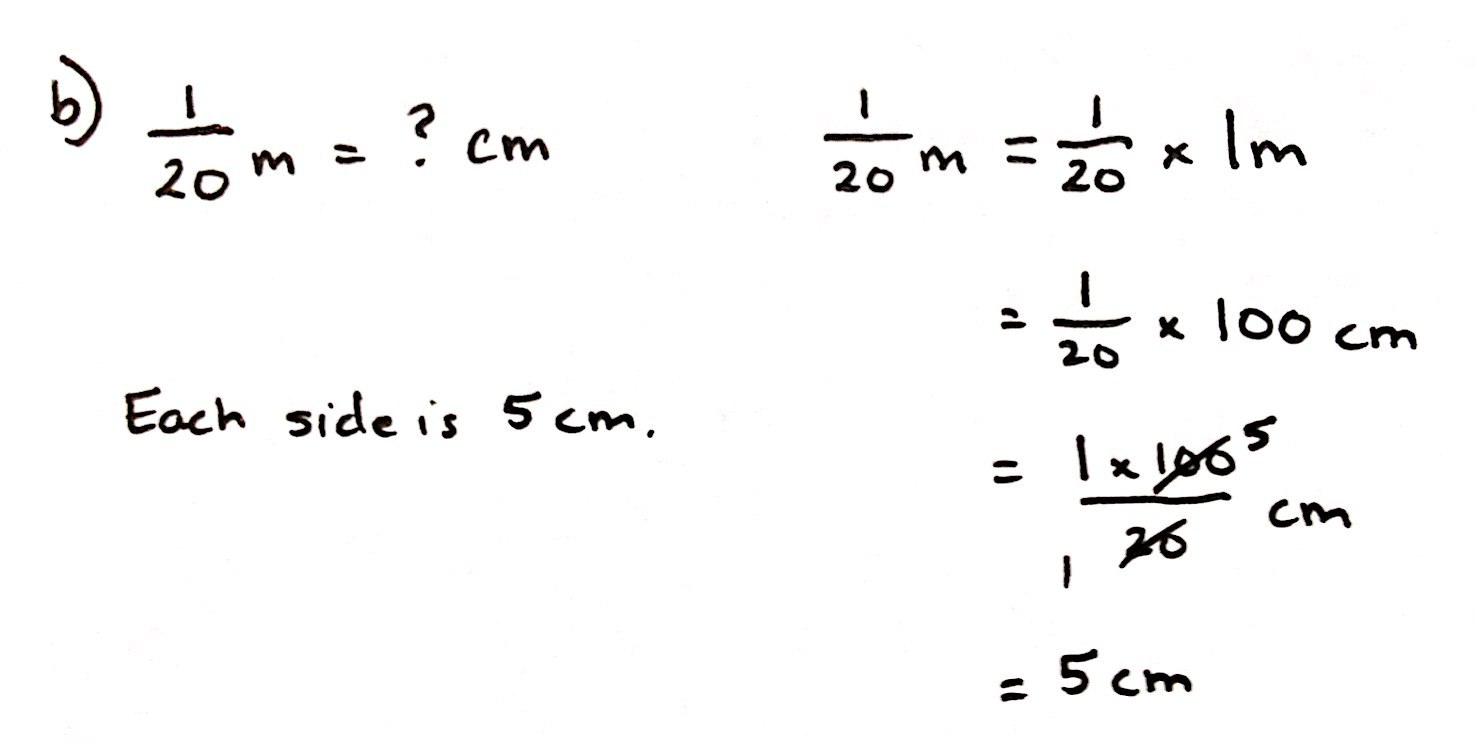 b) 1/20 m = ? cm
1/20 m = 1/20 × 1m
= 1/20 × 100 cm
Each side is 5 cm.
= 1 × 100 5 / 20 1 cm
= 5 cm